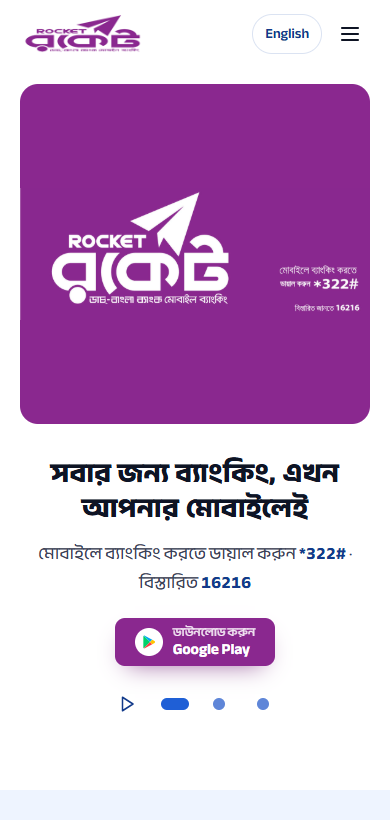 ROCKET
রকেট
English
ROCKET
রকেট
ডাচ্-বাংলা ব্যাংক মোবাইল ব্যাংকিং
মোবাইলে ব্যাংকিং করতে
ডায়াল করুন *322#
বিস্তারিত জানতে 16216
সবার জন্য ব্যাংকিং, এখন
আপনার মোবাইলেই
মোবাইলে ব্যাংকিং করতে ডায়াল করুন *322# ·
বিস্তারিত 16216
ডাউনলোড করুন
Google Play